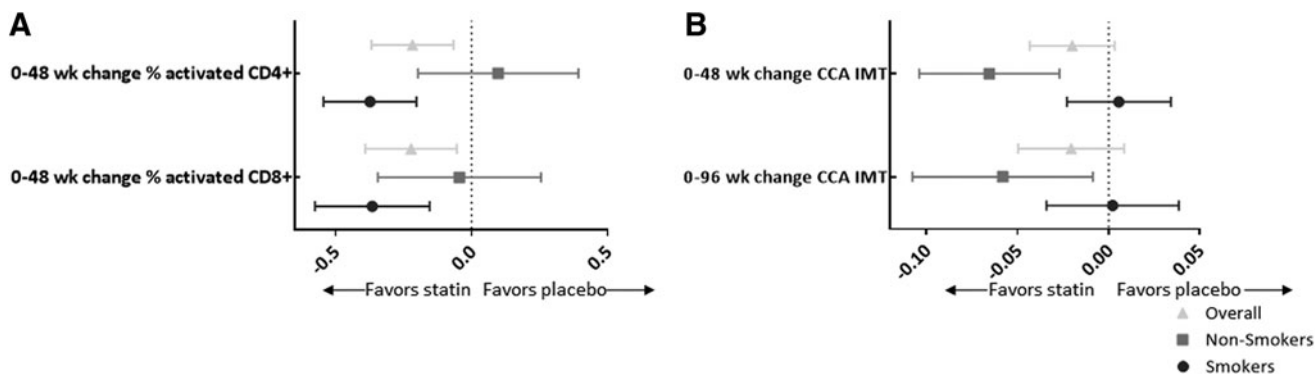 A
0-48 wk change % activated CD4+
0-48 wk change % activated CD8+
-0.5
0.0
0.5
Favors statin
Favors placebo
B
0-48 wk change CCA IMT
0-96 wk change CCA IMT
-0.10
-0.05
0.00
0.05
Favors statin
Favors placebo
Overall
Non-Smokers
Smokers